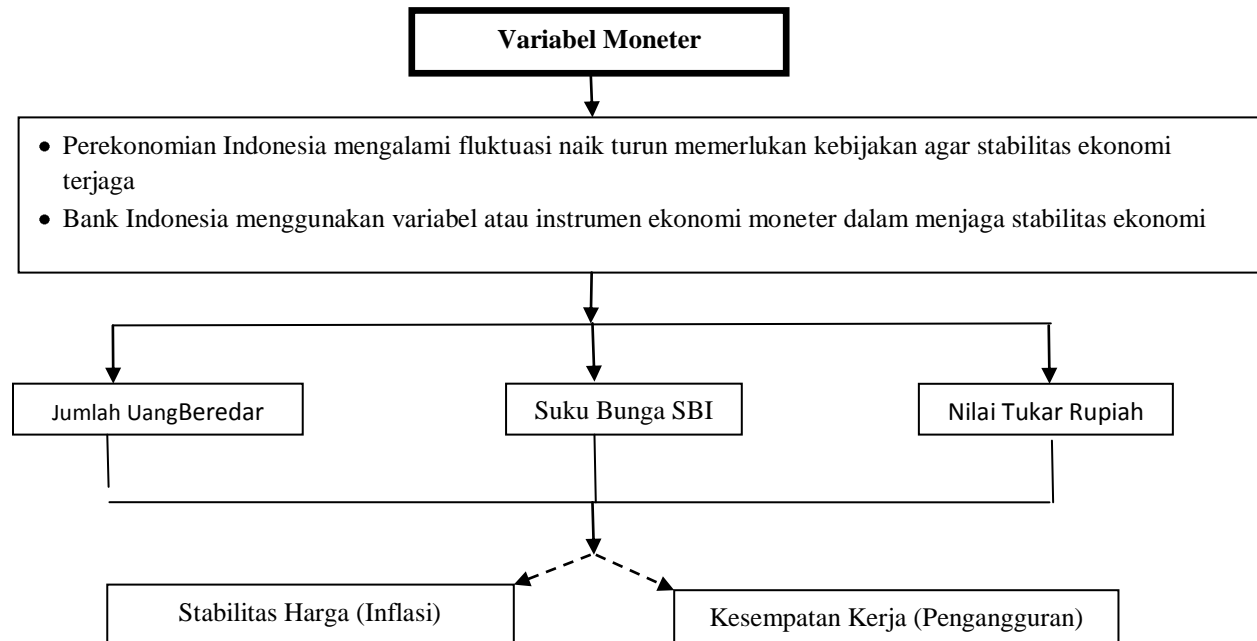 Variabel Moneter
• Perekonomian Indonesia mengalami fluktuasi naik turun memerlukan kebijakan agar stabilitas ekonomi
terjaga
• Bank Indonesia menggunakan variabel atau instrumen ekonomi moneter dalam menjaga stabilitas ekonomi
Jumlah UangBeredar
Suku Bunga SBI
Nilai Tukar Rupiah
Stabilitas Harga (Inflasi)
Kesempatan Kerja (Pengangguran)